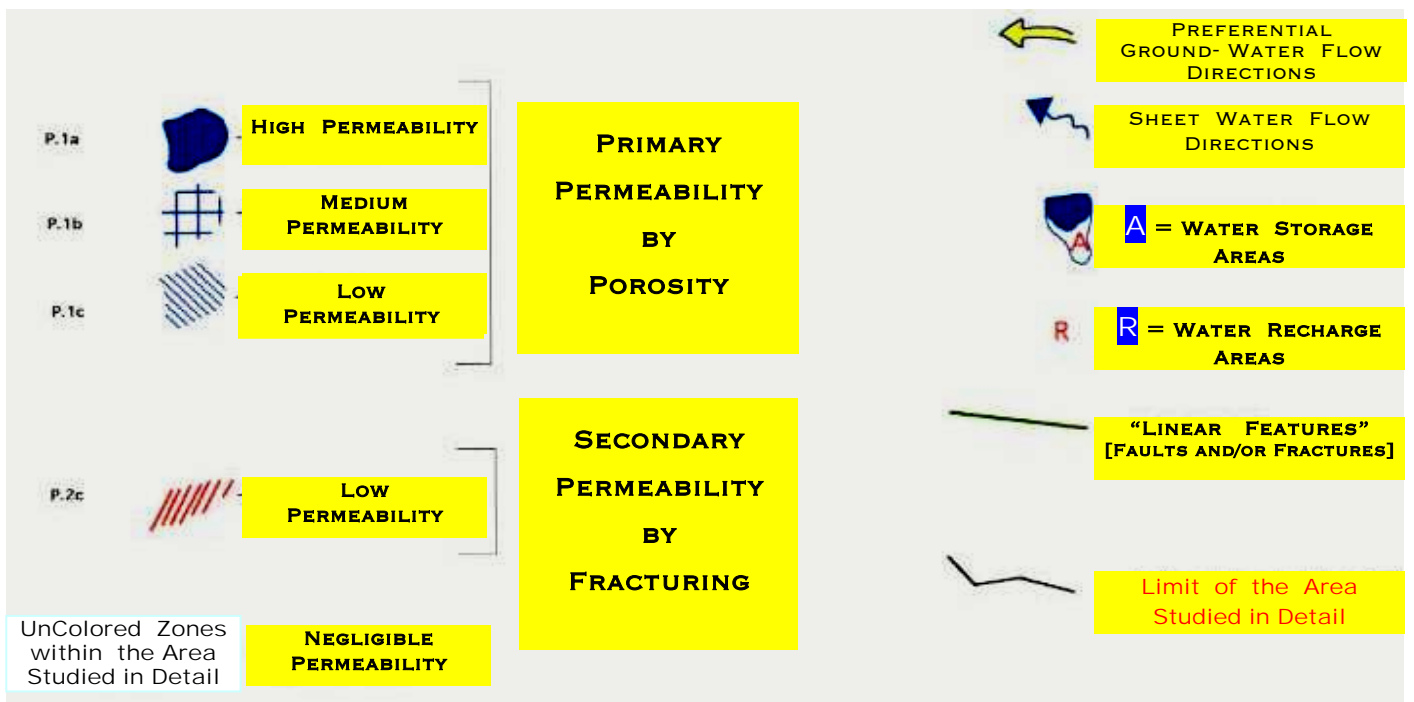 P.1a
HIGH PERMEABILITY
P.1b
MEDIUM
PERMEABILITY
P.1c
LOW
PERMEABILITY
PRIMARY
PERMEABILITY
BY
POROSITY
P.2c
LOW
PERMEABILITY
SECONDARY
PERMEABILITY
BY
FRACTURING
UnColored Zones
within the Area
Studied in Detail
NEGLIGIBLE
PERMEABILITY
PREFERENTIAL
GROUND- WATER FLOW
DIRECTIONS
SHEET WATER FLOW
DIRECTIONS
A
A = WATER STORAGE
AREAS
R
R = WATER RECHARGE
AREAS
“LINEAR FEATURES”
[FAULTS AND/OR FRACTURES]
Limit of the Area
Studied in Detail